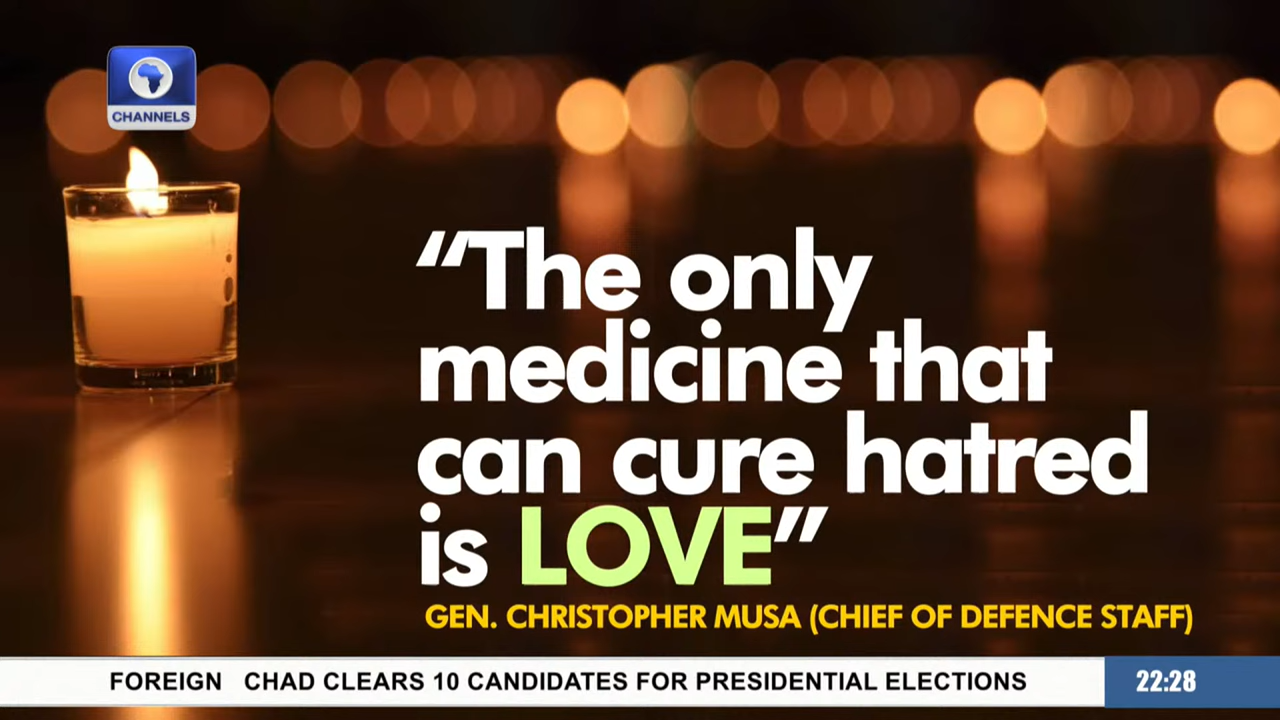 CHANNELS
“The only
medicine that
can cure hatred
is LOVE”
GEN. CHRISTOPHER MUSA (CHIEF OF DEFENCE STAFF)
FOREIGN CHAD CLEARS 10 CANDIDATES FOR PRESIDENTIAL ELECTIONS
22:28